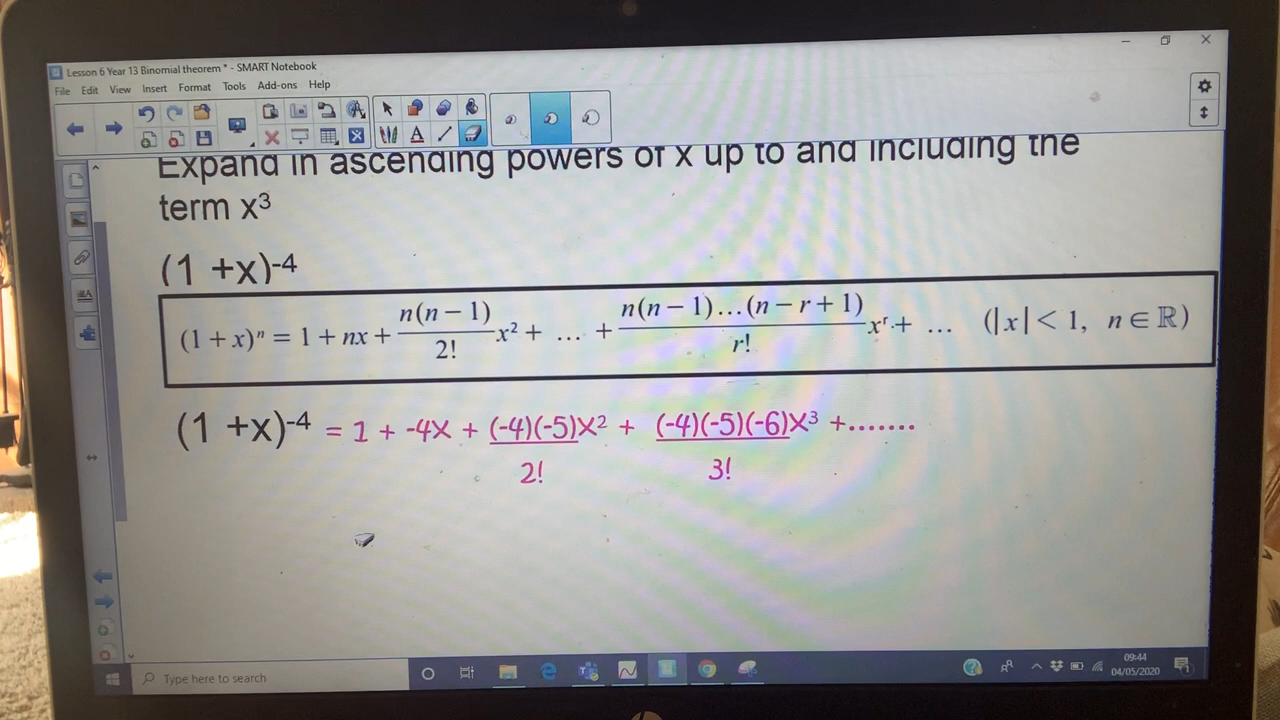 Lesson 6 Year 13 Binomial theorem * - SMART Notebook
File Edit View Insert Format Tools Add-ons Help
Expand in ascending powers of x up to and including the
term x³
(1 +x)⁻⁴
(1 + x)ⁿ = 1 + nx + n(n − 1)/2! x² + … + n(n − 1)…(n − r + 1)/r! xʳ + … (|x| < 1, n ∈ ℝ)
(1 +x)⁻⁴ = 1 + -4x + (-4)(-5)x²/2! + (-4)(-5)(-6)x³/3! +.......
Type here to search
09:44
04/05/2020